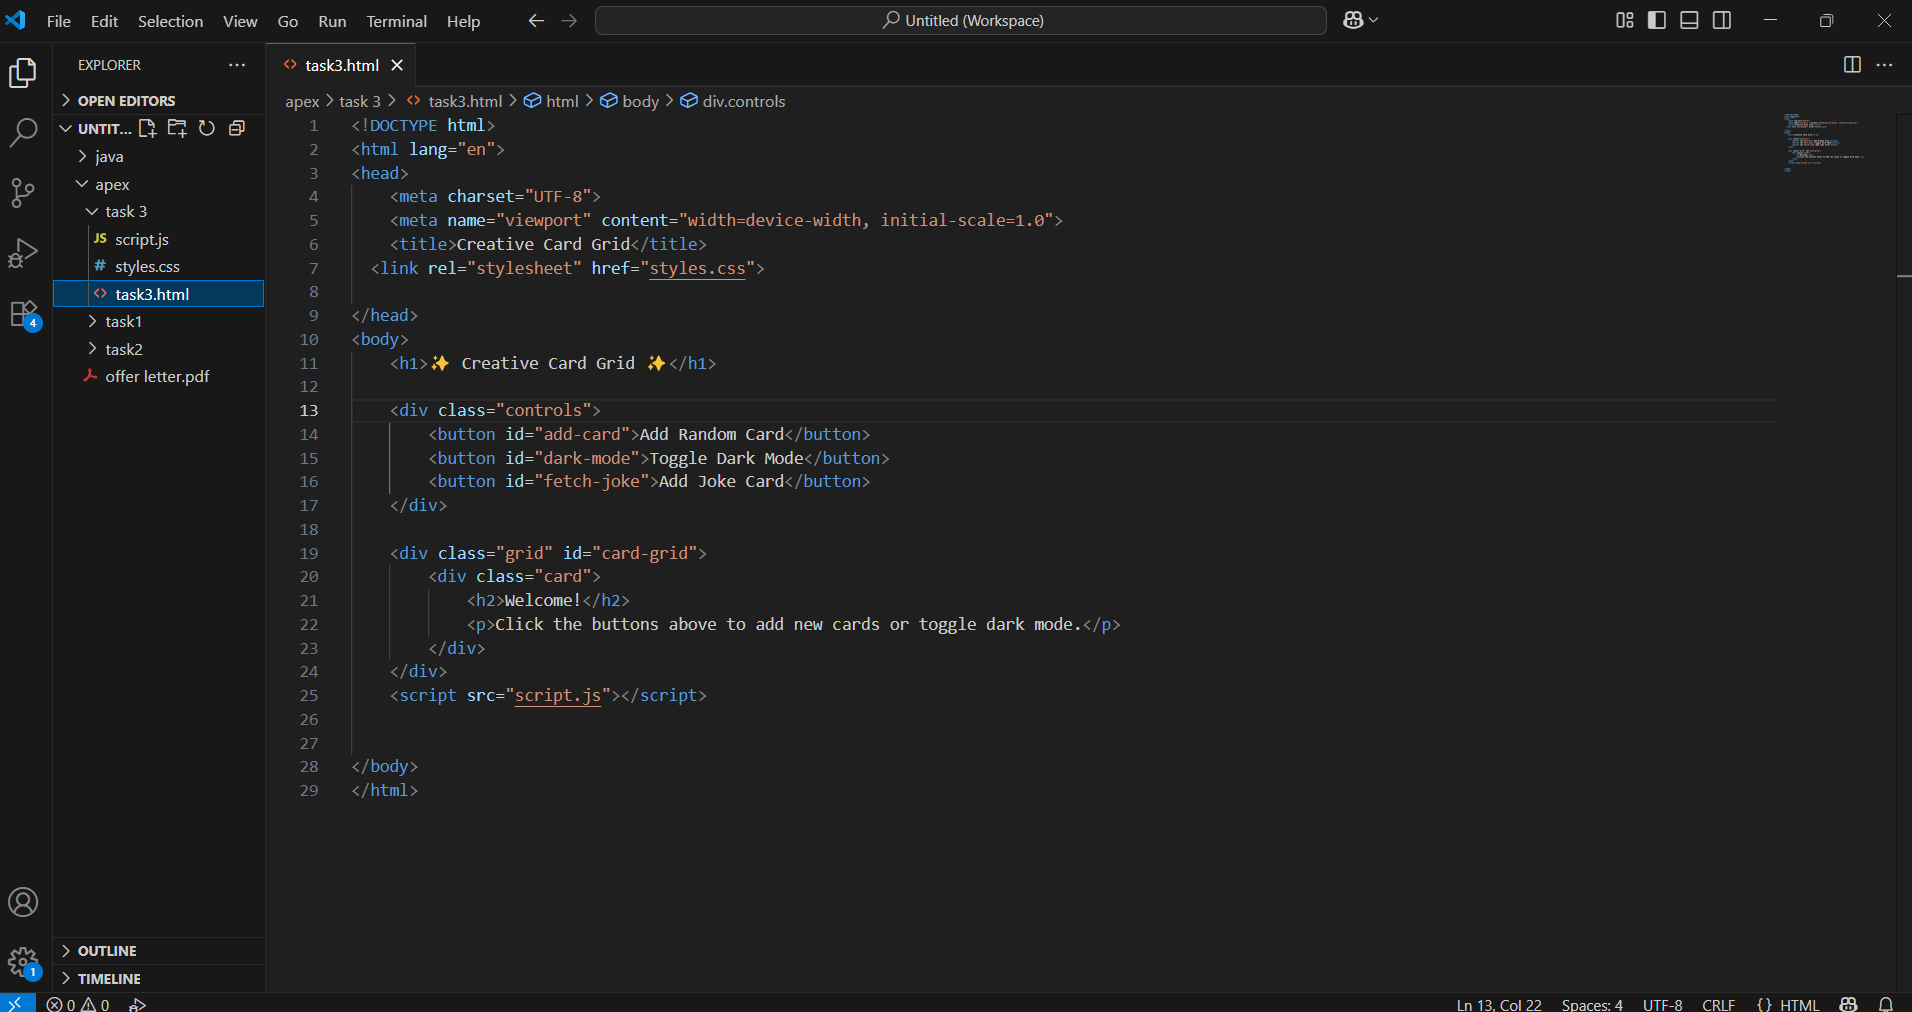 File Edit Selection View Go Run Terminal Help
Untitled (Workspace)
EXPLORER
OPEN EDITORS
UNTIT...
java
apex
task 3
JS script.js
# styles.css
<> task3.html
task1
task2
offer letter.pdf
4
1
OUTLINE
TIMELINE
<> task3.html
apex > task 3 > <> task3.html > html > body > div.controls
1 <!DOCTYPE html>
2 <html lang="en">
3 <head>
4     <meta charset="UTF-8">
5     <meta name="viewport" content="width=device-width, initial-scale=1.0">
6     <title>Creative Card Grid</title>
7   <link rel="stylesheet" href="styles.css">
8
9 </head>
10 <body>
11     <h1>✨ Creative Card Grid ✨</h1>
12
13     <div class="controls">
14         <button id="add-card">Add Random Card</button>
15         <button id="dark-mode">Toggle Dark Mode</button>
16         <button id="fetch-joke">Add Joke Card</button>
17     </div>
18
19     <div class="grid" id="card-grid">
20         <div class="card">
21             <h2>Welcome!</h2>
22             <p>Click the buttons above to add new cards or toggle dark mode.</p>
23         </div>
24     </div>
25     <script src="script.js"></script>
26
27
28 </body>
29 </html>
0 0
Ln 13, Col 22 Spaces: 4 UTF-8 CRLF {} HTML